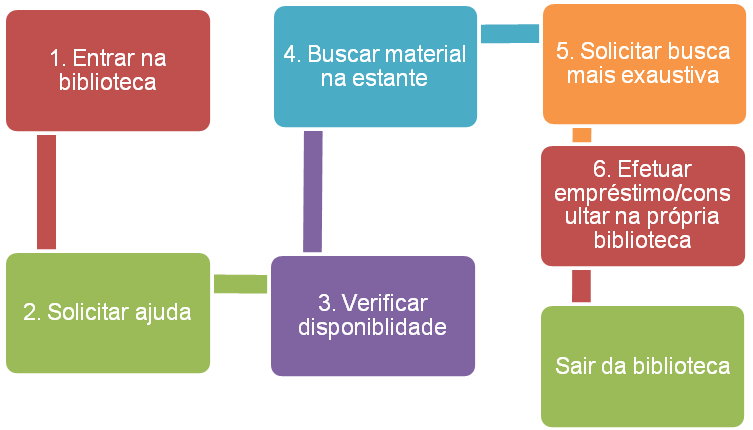 1. Entrar na
biblioteca
2. Solicitar ajuda
3. Verificar
disponiblidade
4. Buscar material
na estante
5. Solicitar busca
mais exaustiva
6. Efetuar
empréstimo/cons
ultar na própria
biblioteca
Sair da biblioteca